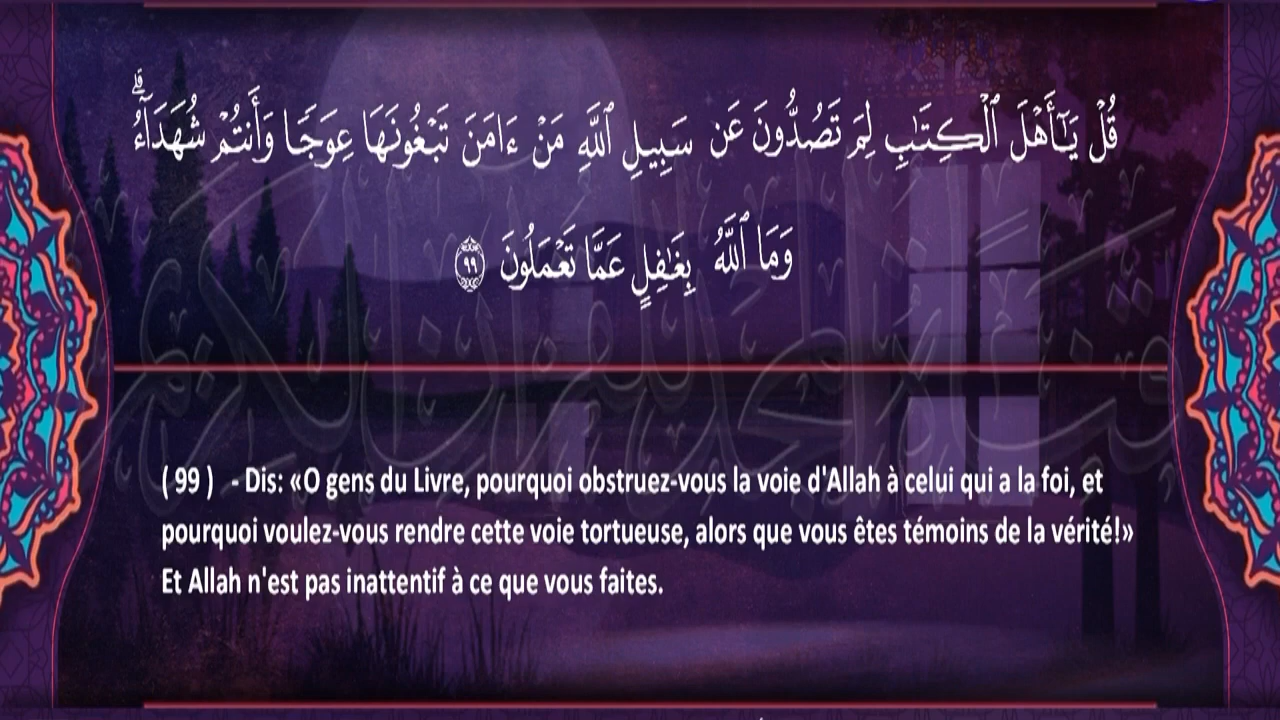 قُلْ يَـٰٓأَهْلَ ٱلْكِتَـٰبِ لِمَ تَصُدُّونَ عَن سَبِيلِ ٱللَّهِ مَنْ ءَامَنَ تَبْغُونَهَا عِوَجًا وَأَنتُمْ شُهَدَآءُ ۗ
وَمَا ٱللَّهُ بِغَـٰفِلٍ عَمَّا تَعْمَلُونَ ۝٩٩
( 99 ) - Dis: «O gens du Livre, pourquoi obstruez-vous la voie d'Allah à celui qui a la foi, et
pourquoi voulez-vous rendre cette voie tortueuse, alors que vous êtes témoins de la vérité!»
Et Allah n'est pas inattentif à ce que vous faites.